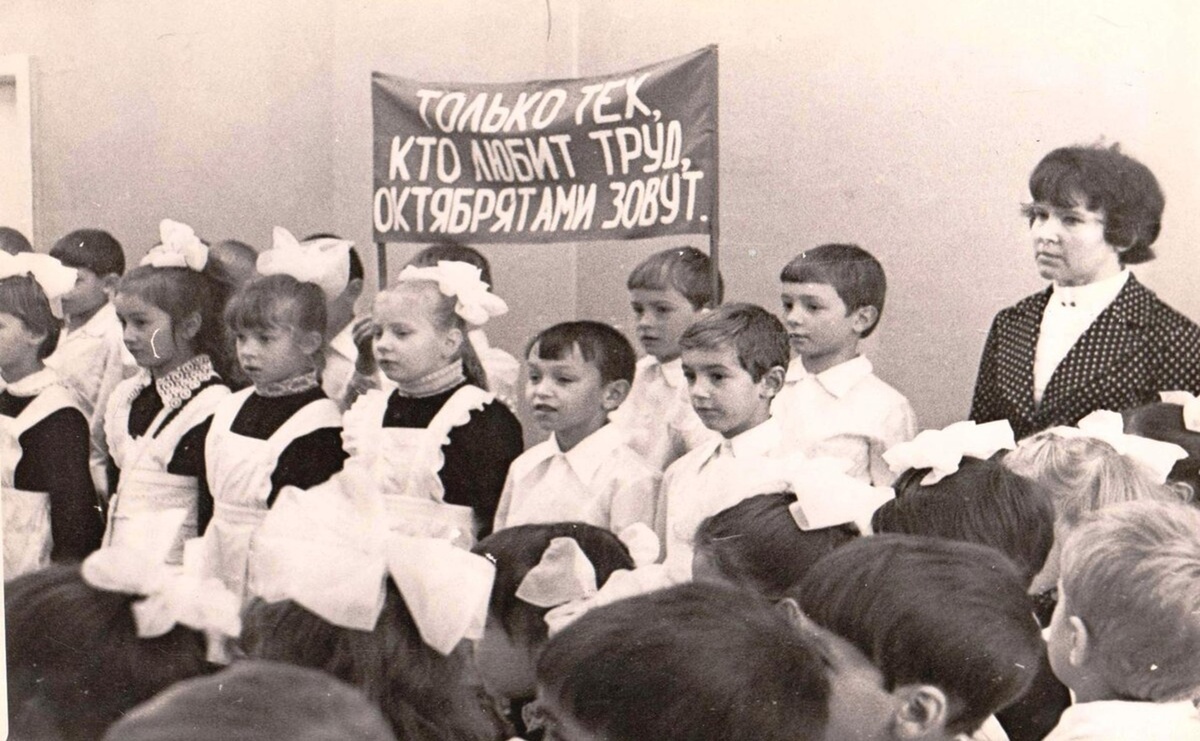 ТОЛЬКО ТЕХ,
КТО ЛЮБИТ ТРУД,
ОКТЯБРЯТАМИ ЗОВУТ.